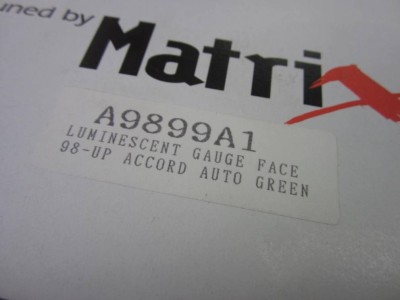 uned by
Matrix
A9899A1
LUMINESCENT GAUGE FACE
98-UP ACCORD AUTO GREEN